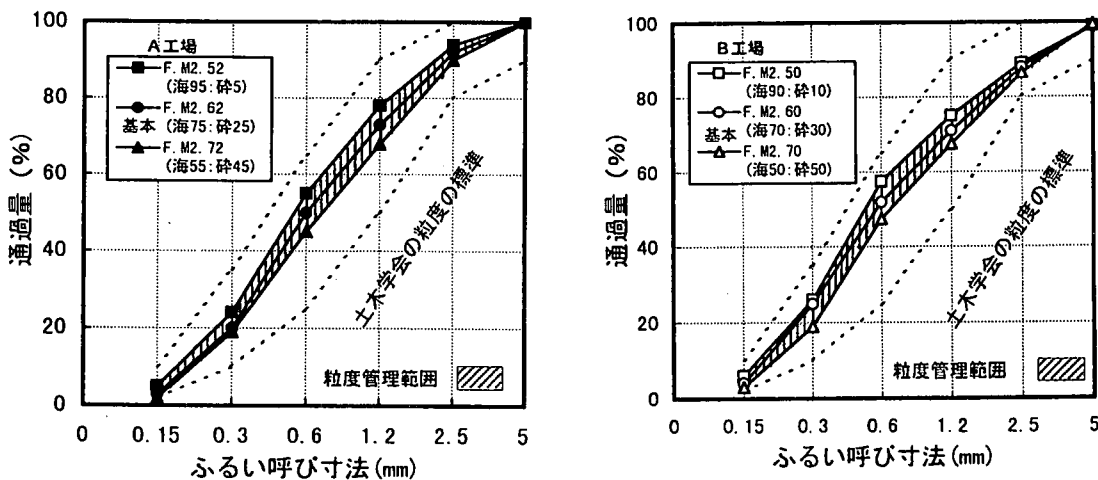 100
80
60
40
20
0
通過量 (%)
A工場
F.M2.52
(海95:砕5)
F.M2.62
基本 (海75:砕25)
F.M2.72
(海55:砕45)
土木学会の粒度の標準
粒度管理範囲
0 0.15 0.3 0.6 1.2 2.5 5
ふるい呼び寸法(mm)
100
80
60
40
20
0
通過量 (%)
B工場
F.M2.50
(海90:砕10)
F.M2.60
基本 (海70:砕30)
F.M2.70
(海50:砕50)
土木学会の粒度の標準
粒度管理範囲
0 0.15 0.3 0.6 1.2 2.5 5
ふるい呼び寸法(mm)